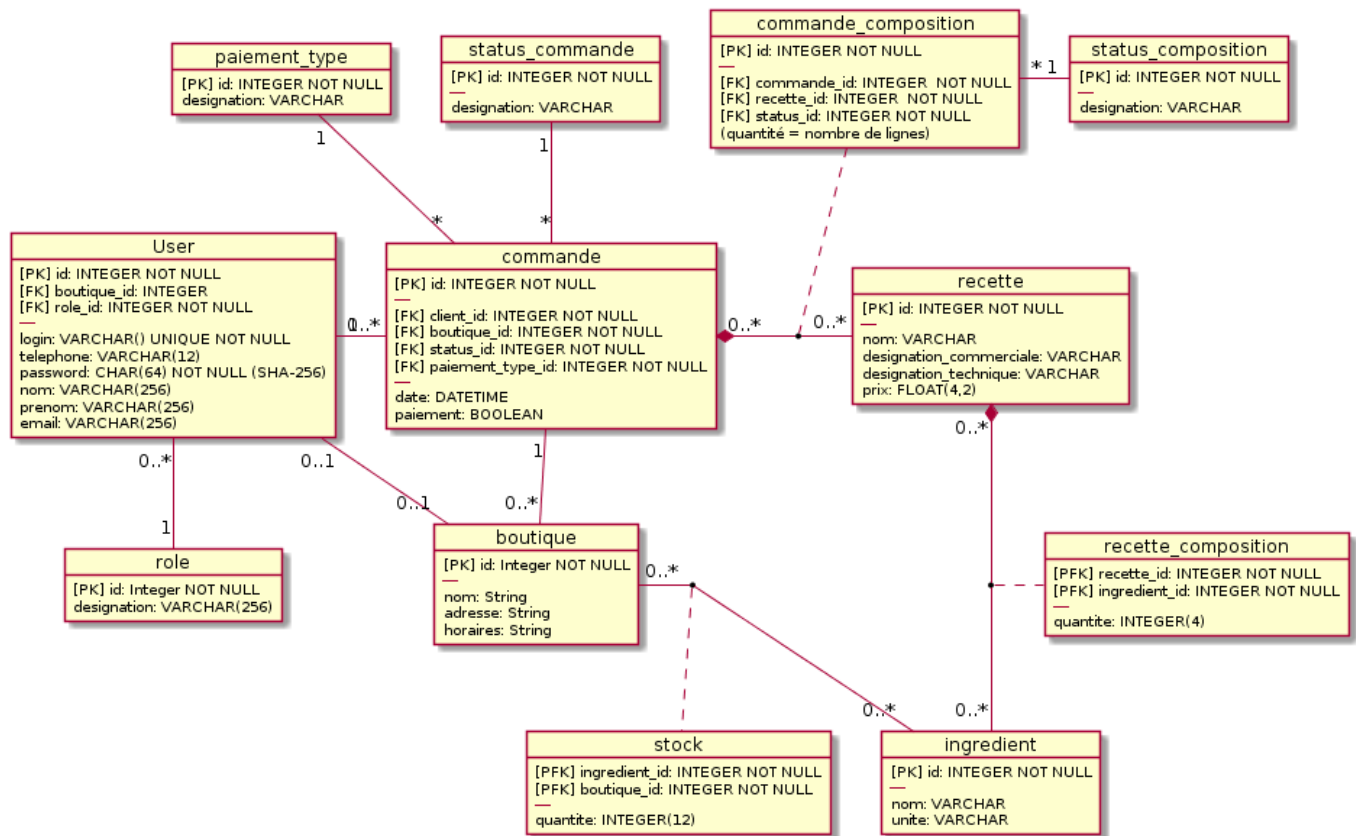 commande_composition
[PK] id: INTEGER NOT NULL
[FK] commande_id: INTEGER  NOT NULL
[FK] recette_id: INTEGER  NOT NULL
[FK] status_id: INTEGER NOT NULL
(quantité = nombre de lignes)
* 1
status_composition
[PK] id: INTEGER NOT NULL
designation: VARCHAR
paiement_type
[PK] id: INTEGER NOT NULL
designation: VARCHAR
1
*
status_commande
[PK] id: INTEGER NOT NULL
designation: VARCHAR
1
*
User
[PK] id: INTEGER NOT NULL
[FK] boutique_id: INTEGER
[FK] role_id: INTEGER NOT NULL
login: VARCHAR() UNIQUE NOT NULL
telephone: VARCHAR(12)
password: CHAR(64) NOT NULL (SHA-256)
nom: VARCHAR(256)
prenom: VARCHAR(256)
email: VARCHAR(256)
commande
[PK] id: INTEGER NOT NULL
[FK] client_id: INTEGER NOT NULL
[FK] boutique_id: INTEGER NOT NULL
[FK] status_id: INTEGER NOT NULL
[FK] paiement_type_id: INTEGER NOT NULL
date: DATETIME
paiement: BOOLEAN
0..*
0..*
recette
[PK] id: INTEGER NOT NULL
nom: VARCHAR
designation_commerciale: VARCHAR
designation_technique: VARCHAR
prix: FLOAT(4,2)
0..*
1
0..1
0..1
1
0..*
0..*
0..*
role
[PK] id: Integer NOT NULL
designation: VARCHAR(256)
boutique
[PK] id: Integer NOT NULL
nom: String
adresse: String
horaires: String
0..*
0..*
recette_composition
[PFK] recette_id: INTEGER NOT NULL
[PFK] ingredient_id: INTEGER NOT NULL
quantite: INTEGER(4)
0..*
stock
[PFK] ingredient_id: INTEGER NOT NULL
[PFK] boutique_id: INTEGER NOT NULL
quantite: INTEGER(12)
ingredient
[PK] id: INTEGER NOT NULL
nom: VARCHAR
unite: VARCHAR